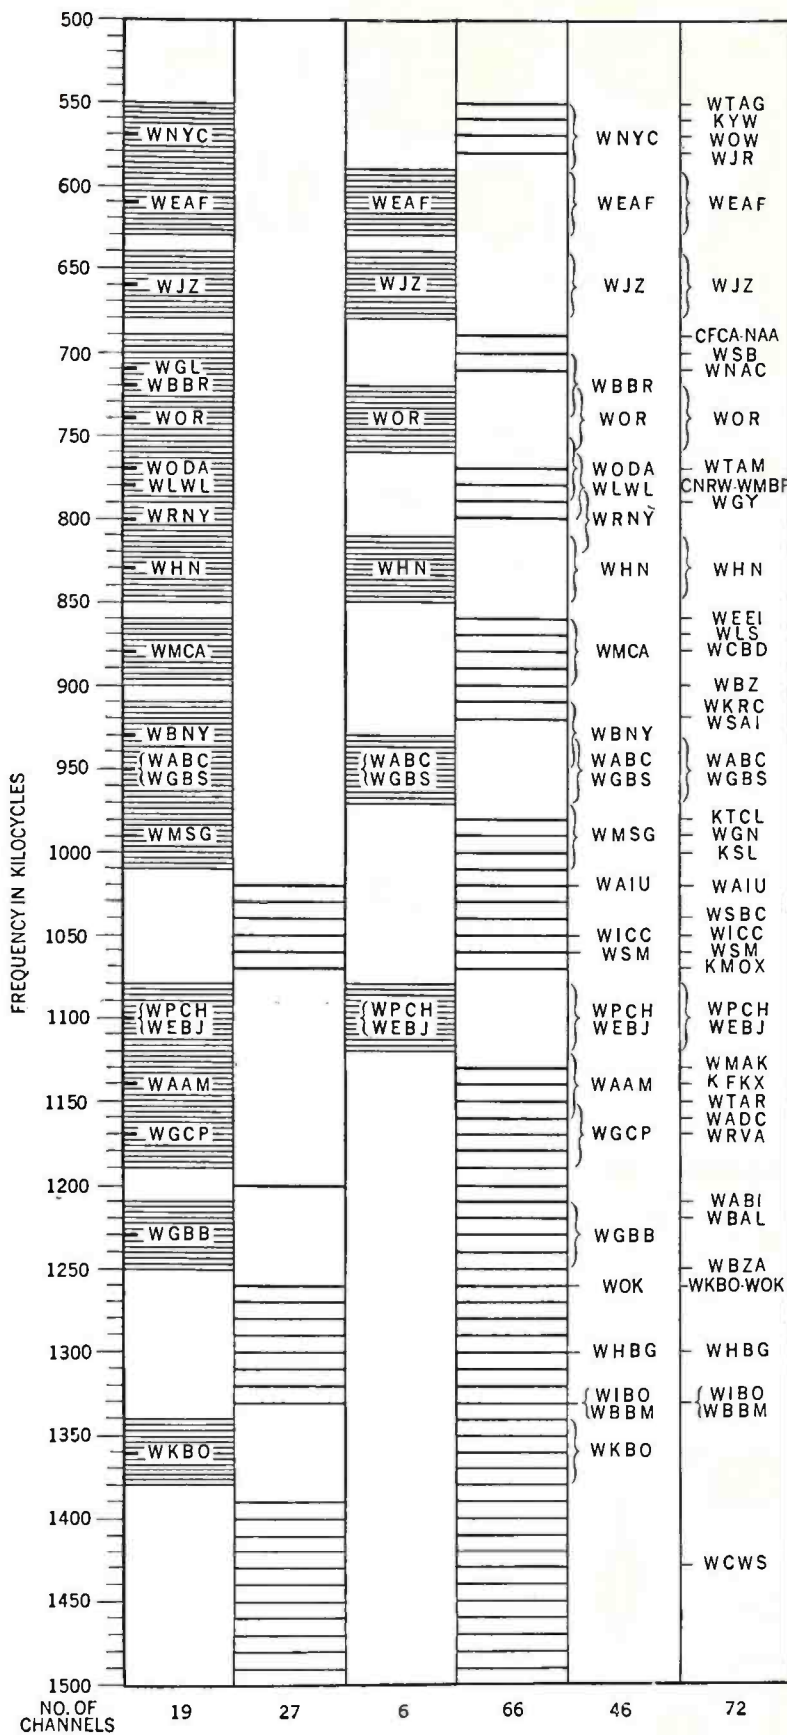 500
550
600
650
700
750
800
850
900
950
1000
1050
1100
1150
1200
1250
1300
1350
1400
1450
1500
FREQUENCY IN KILOCYCLES
WNYC
WEAF
WJZ
WGL
WBBR
WOR
WODA
WLWL
WRNY
WHN
WMCA
WBNY
WABC
WGBS
WMSG
WPCH
WEBJ
WAAM
WGCP
WGBB
WKBO
WEAF
WJZ
WOR
WHN
WABC
WGBS
WPCH
WEBJ
WNYC
WEAF
WJZ
WBBR
WOR
WODA
WLWL
WRNY
WHN
WMCA
WBNY
WABC
WGBS
WMSG
WAIU
WICC
WSM
WPCH
WEBJ
WAAM
WGCP
WGBB
WOK
WHBG
WIBO
WBBM
WKBO
WTAG
KYW
WOW
WJR
WEAF
WJZ
CFCA-NAA
WSB
WNAC
WOR
WTAM
CNRW-WMBF
WGY
WHN
WEEI
WLS
WCBD
WBZ
WKRC
WSAI
WABC
WGBS
KTCL
WGN
KSL
WAIU
WSBC
WICC
WSM
KMOX
WPCH
WEBJ
WMAK
KFKX
WTAR
WADC
WRVA
WABI
WBAL
WBZA
WKBO-WOK
WHBG
WIBO
WBBM
WCWS
NO. OF
CHANNELS
19 27 6 66 46 72